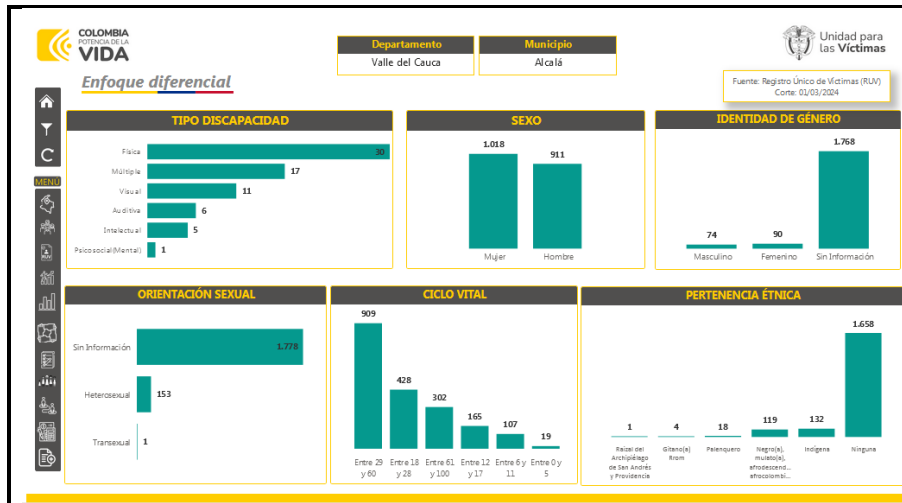 COLOMBIA
POTENCIA DE LA
VIDA
Departamento
Municipio
Valle del Cauca
Alcalá
Unidad para
las Víctimas
Enfoque diferencial
Fuente: Registro Único de Víctimas (RUV)
Corte: 01/03/2024
MENÚ
TIPO DISCAPACIDAD
Física 30
Múltiple 17
Visual 11
Auditiva 6
Intelectual 5
Psicosocial(Mental) 1
SEXO
1.018
911
Mujer
Hombre
IDENTIDAD DE GÉNERO
74
90
1.768
Masculino
Femenino
Sin Información
ORIENTACIÓN SEXUAL
Sin Información 1.778
Heterosexual 153
Transexual 1
CICLO VITAL
909
428
302
165
107
19
Entre 29
y 60
Entre 18
y 28
Entre 61
y 100
Entre 12
y 17
Entre 6 y
11
Entre 0 y
5
PERTENENCIA ÉTNICA
1
4
18
119
132
1.658
Raizal del
Archipiélago
de San Andrés
y Providencia
Gitano(a)
Rrom
Palenquero
Negro(a),
mulato(a),
afrodescend...
afrocolombi...
Indígena
Ninguna